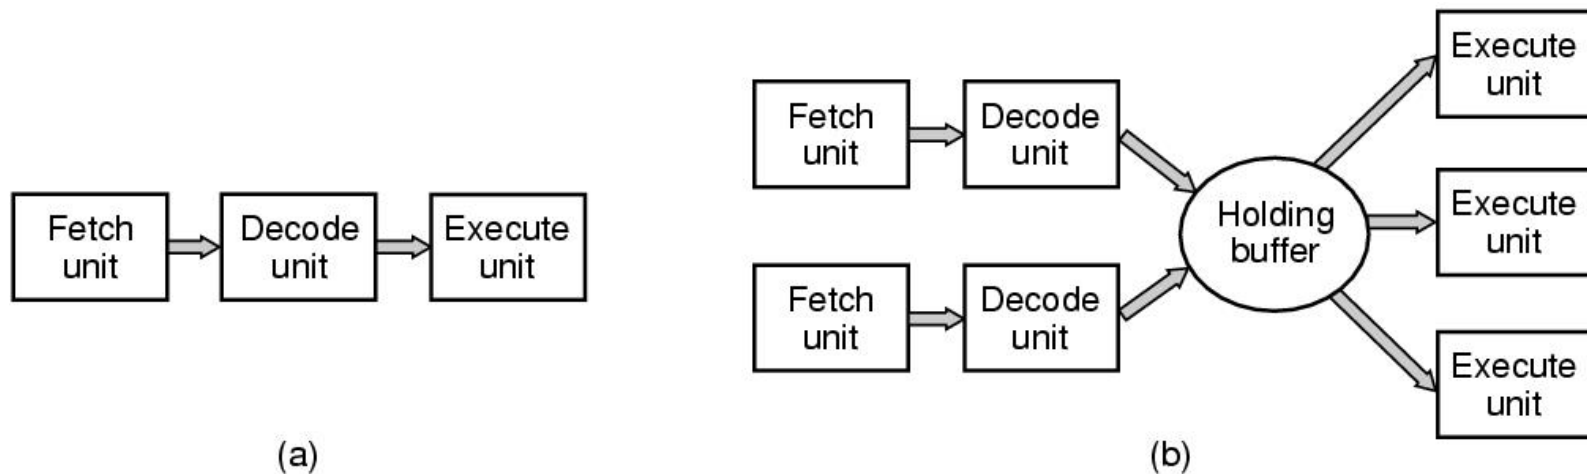 Fetch
unit
Decode
unit
Execute
unit
(a)
Fetch
unit
Decode
unit
Fetch
unit
Decode
unit
Holding
buffer
Execute
unit
Execute
unit
Execute
unit
(b)